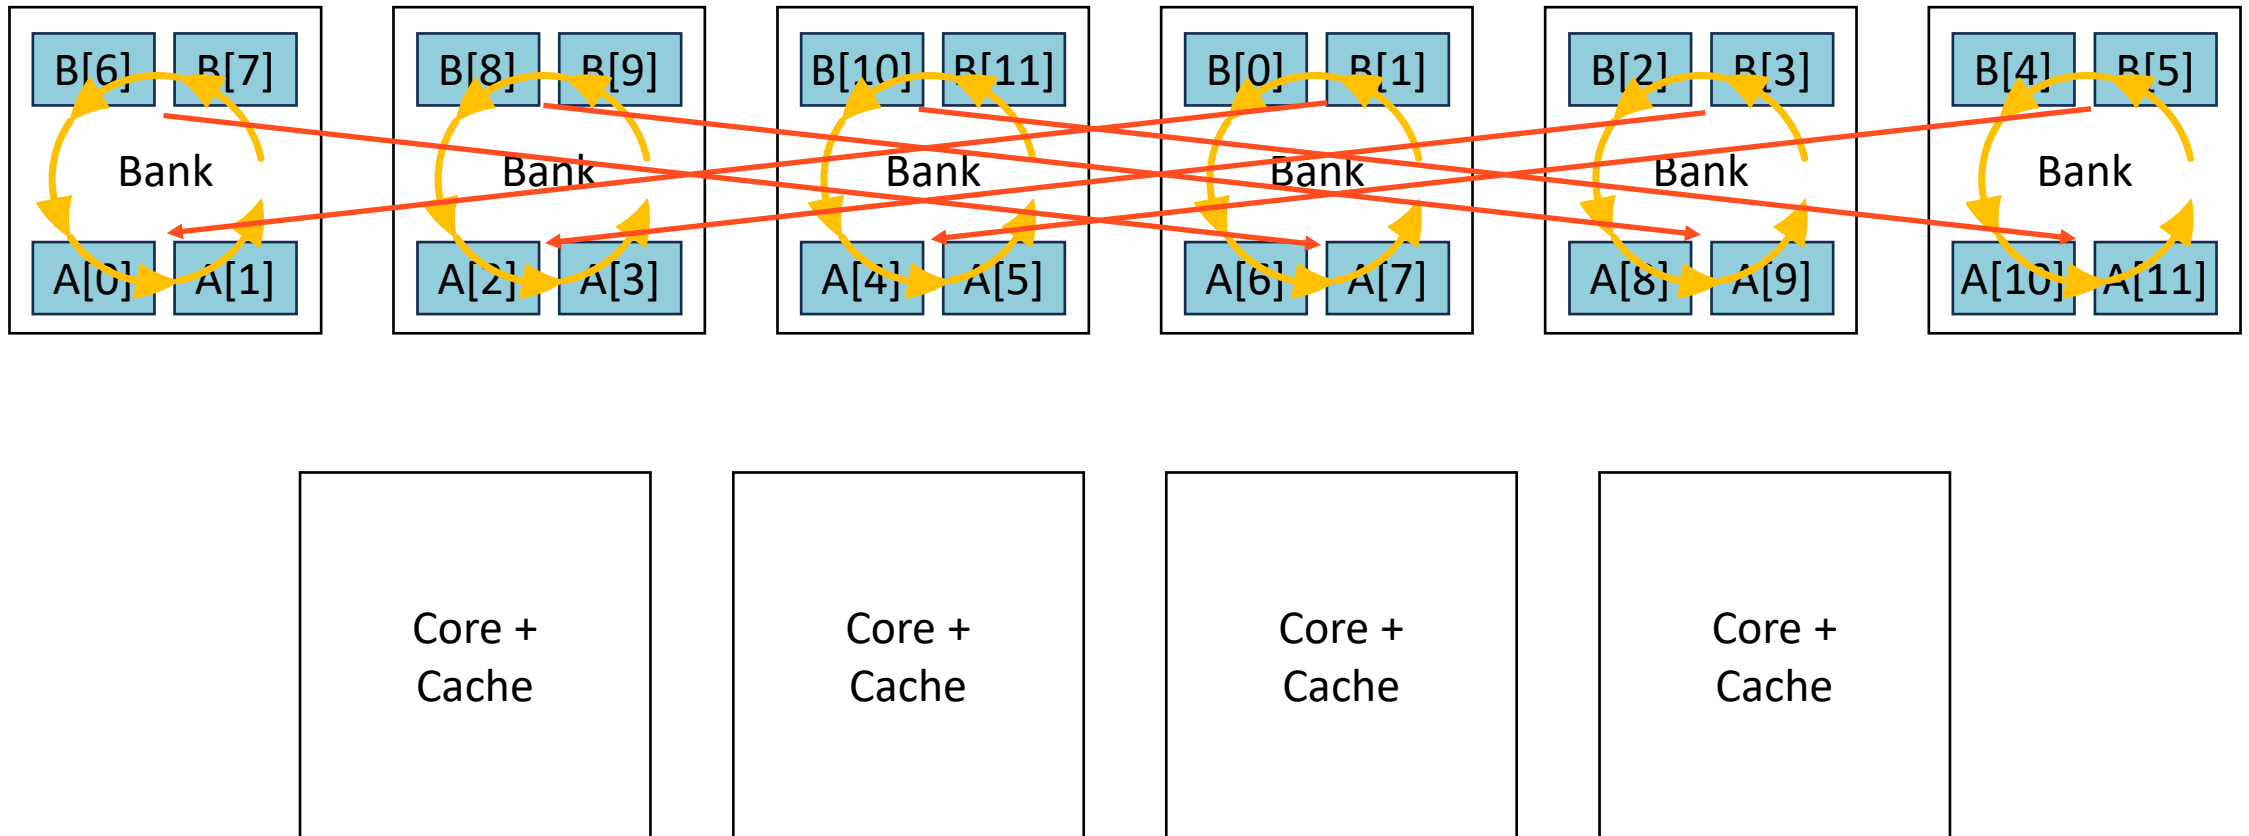 B[6] B[7] B[8] B[9] B[10] B[11] B[0] B[1] B[2] B[3] B[4] B[5]
Bank Bank Bank Bank Bank Bank
A[0] A[1] A[2] A[3] A[4] A[5] A[6] A[7] A[8] A[9] A[10] A[11]
Core + Core + Core + Core +
Cache Cache Cache Cache